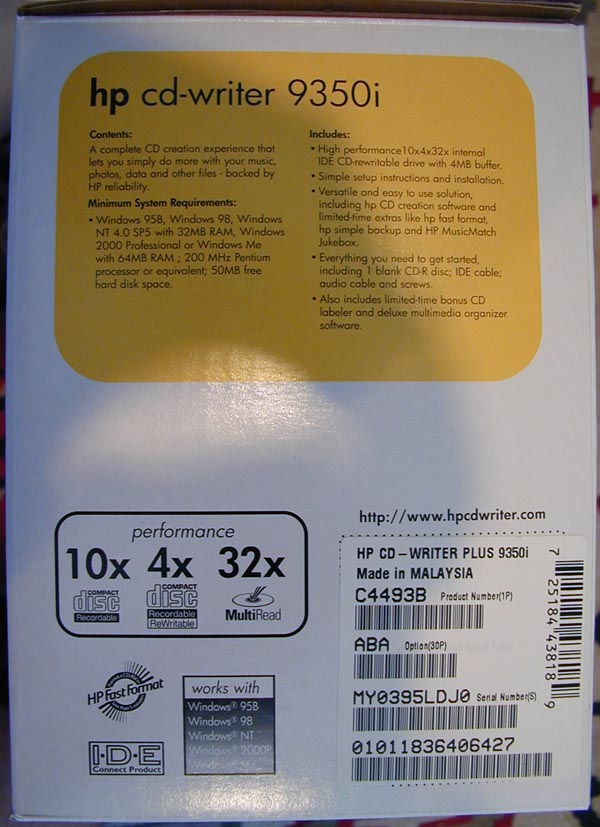 hp cd-writer 9350i
Contents:
A complete CD creation experience that
lets you simply do more with your music,
photos, data and other files - backed by
HP reliability.
Minimum System Requirements:
• Windows 95B, Windows 98, Windows
NT 4.0 SP5 with 32MB RAM, Windows
2000 Professional or Windows Me
with 64MB RAM ; 200 MHz Pentium
processor or equivalent; 50MB free
hard disk space.
Includes:
• High performance10x4x32x internal
IDE CD-rewritable drive with 4MB buffer.
• Simple setup instructions and installation.
• Versatile and easy to use solution,
including hp CD creation software and
limited-time extras like hp fast format,
hp simple backup and HP MusicMatch
Jukebox.
• Everything you need to get started,
including 1 blank CD-R disc; IDE cable;
audio cable and screws.
• Also includes limited-time bonus CD
labeler and deluxe multimedia organizer
software.
performance
10x 4x 32x
COMPACT
disc
Recordable
COMPACT
disc
Recordable
ReWritable
MultiRead
HP Fast Format
IDE
Connect Product
works with
Windows® 95B
Windows® 98
Windows® NT
Windows® 2000P
http://www.hpcdwriter.com
HP CD-WRITER PLUS 9350i
Made in MALAYSIA
C4493B Product Number(1P)
ABA Option(30P)
MY0395LDJ0 Serial Number(S)
01011836406427
7 25184 43818 9